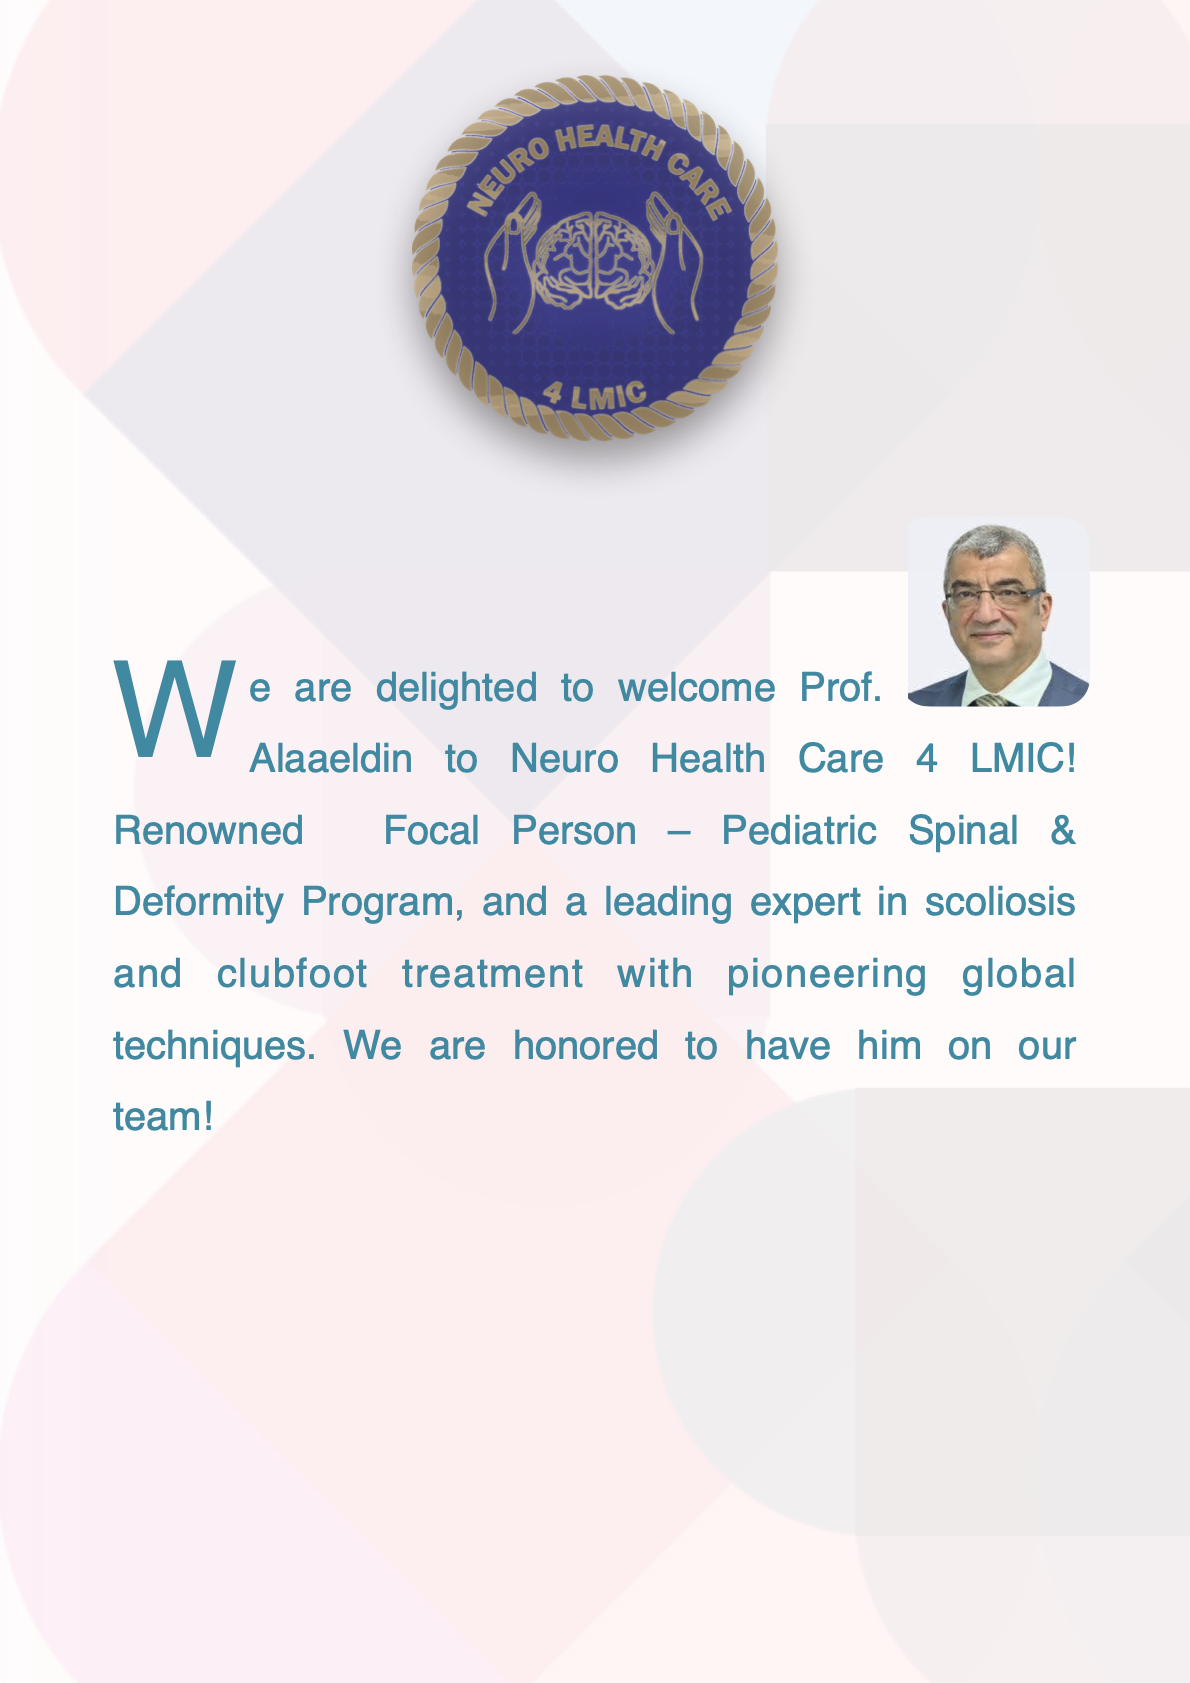 NEURO HEALTH CARE
4 LMIC
We are delighted to welcome Prof.
Alaaeldin to Neuro Health Care 4 LMIC!
Renowned Focal Person – Pediatric Spinal &
Deformity Program, and a leading expert in scoliosis
and clubfoot treatment with pioneering global
techniques. We are honored to have him on our
team!